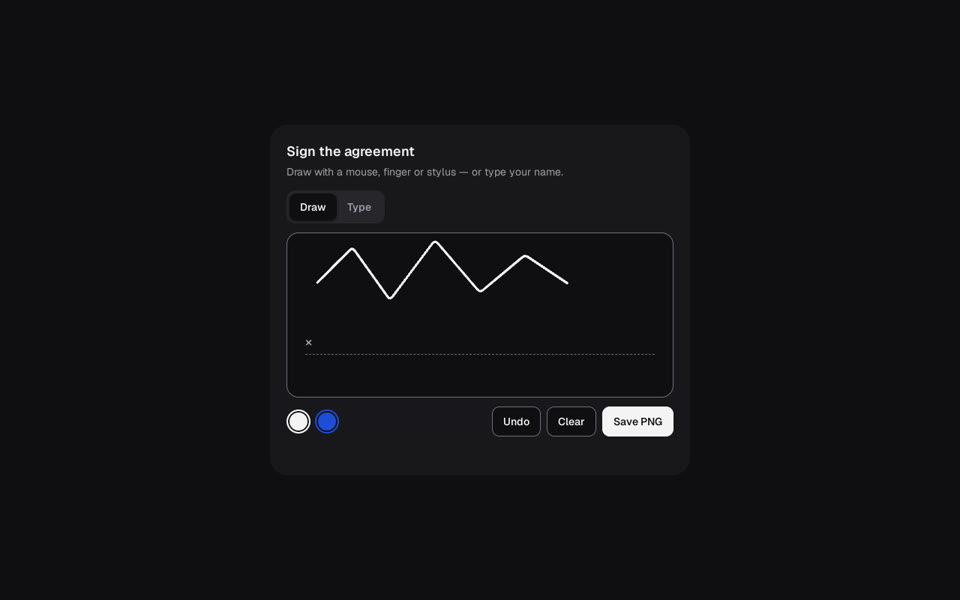 Sign the agreement
Draw with a mouse, finger or stylus — or type your name.
Draw Type
×
Undo Clear Save PNG